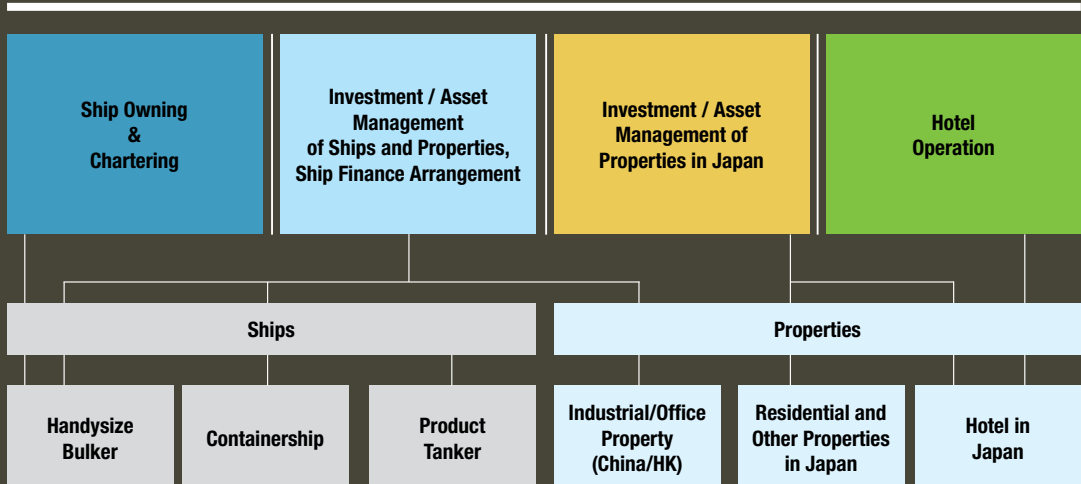 Ship Owning
&
Chartering
Investment / Asset
Management
of Ships and Properties,
Ship Finance Arrangement
Investment / Asset
Management of
Properties in Japan
Hotel
Operation
Ships
Properties
Handysize
Bulker
Containership
Product
Tanker
Industrial/Office
Property
(China/HK)
Residential and
Other Properties
in Japan
Hotel in
Japan